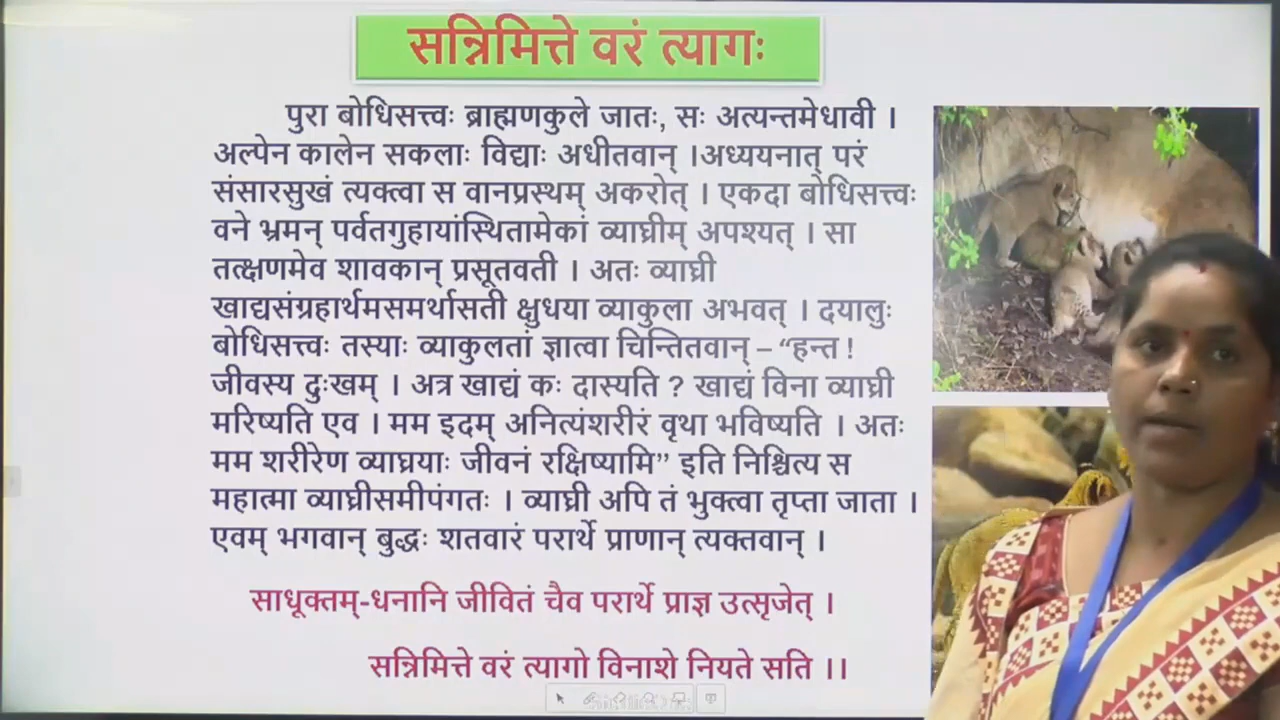 सन्निमित्ते वरं त्यागः
पुरा बोधिसत्त्वः ब्राह्मणकुले जातः, सः अत्यन्तमेधावी ।
अल्पेन कालेन सकलाः विद्याः अधीतवान् ।अध्ययनात् परं
संसारसुखं त्यक्त्वा स वानप्रस्थम् अकरोत् । एकदा बोधिसत्त्वः
वने भ्रमन् पर्वतगुहायांस्थितामेकां व्याघ्रीम् अपश्यत् । सा
तत्क्षणमेव शावकान् प्रसूतवती । अतः व्याघ्री
खाद्यसंग्रहार्थमसमर्थासती क्षुधया व्याकुला अभवत् । दयालुः
बोधिसत्त्वः तस्याः व्याकुलतां ज्ञात्वा चिन्तितवान् – “हन्त !
जीवस्य दुःखम् । अत्र खाद्यं कः दास्यति ? खाद्यं विना व्याघ्री
मरिष्यति एव । मम इदम् अनित्यंशरीरं वृथा भविष्यति । अतः
मम शरीरेण व्याघ्रयाः जीवनं रक्षिष्यामि” इति निश्चित्य स
महात्मा व्याघ्रीसमीपंगतः । व्याघ्री अपि तं भुक्त्वा तृप्ता जाता ।
एवम् भगवान् बुद्धः शतवारं परार्थे प्राणान् त्यक्तवान् ।
साधूक्तम्-धनानि जीवितं चैव परार्थे प्राज्ञ उत्सृजेत् ।
सन्निमित्ते वरं त्यागो विनाशे नियते सति ।।